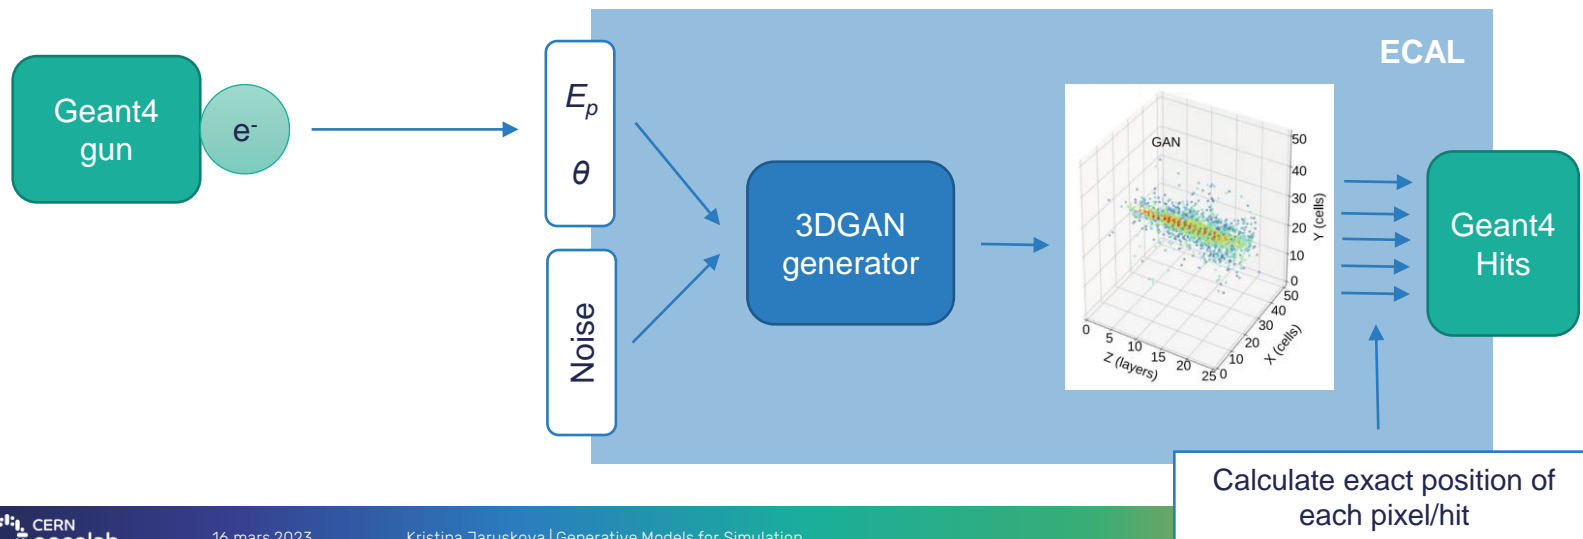 ECAL
Geant4
gun
e-
Ep
θ
Noise
3DGAN
generator
GAN
50
40
30
20
10
0
Y (cells)
50
40
30
20
10
0
X (cells)
0
5
10
15
20
25
Z (layers)
Geant4
Hits
Calculate exact position of
each pixel/hit
CERN
16 mars 2023
Kristina Jaruskova | Generative Models for Simulation